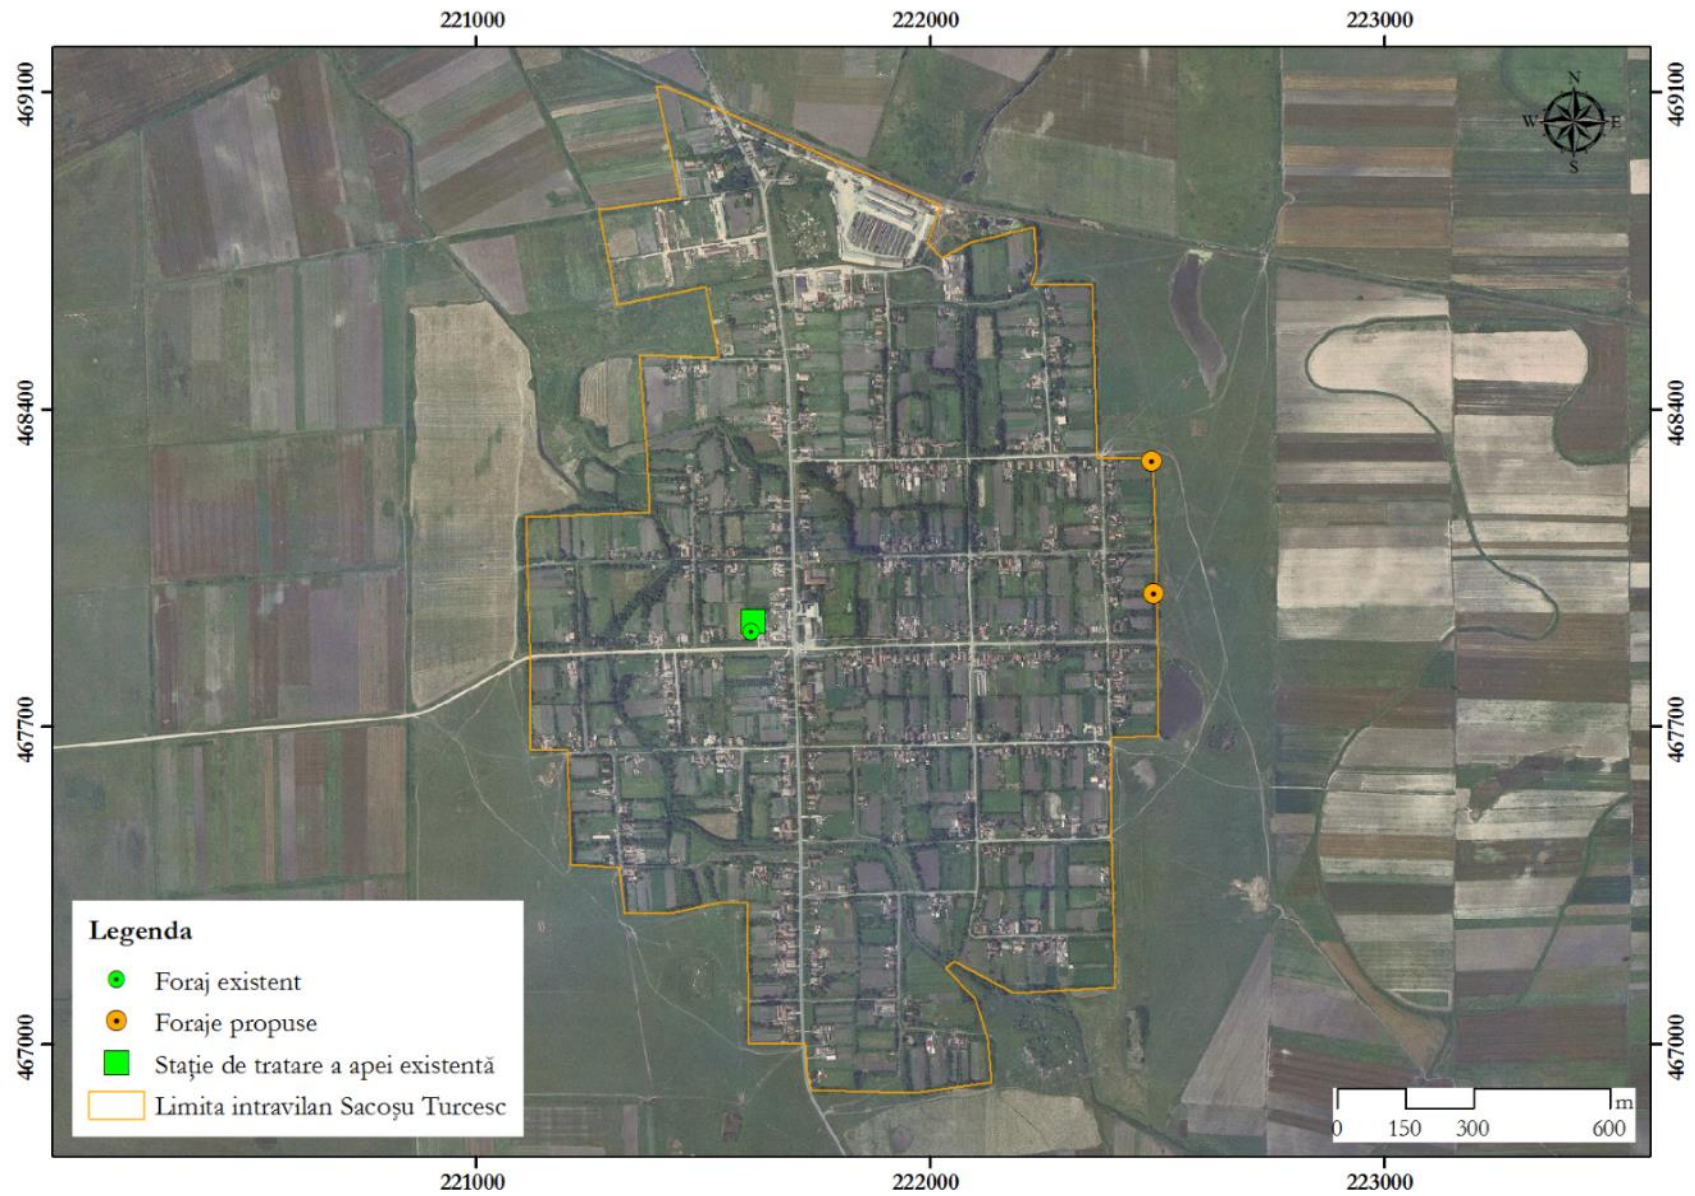 221000 222000 223000
469100 469100
N
W E
S
468400 468400
467700 467700
Legenda
Foraj existent
Foraje propuse
Stație de tratare a apei existentă
Limita intravilan Sacoșu Turcesc
467000 467000
m
0 150 300 600
221000 222000 223000